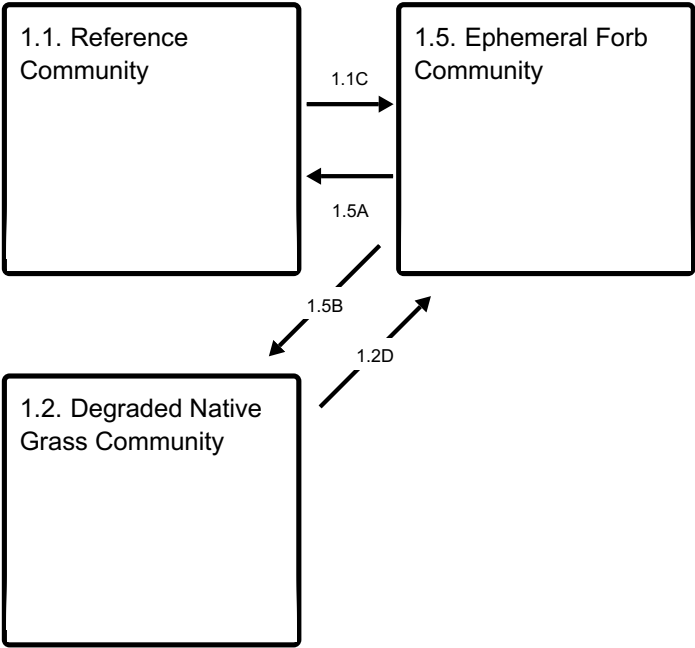 1.1. Reference
Community
1.1C
1.5. Ephemeral Forb
Community
1.5A
1.5B
1.2D
1.2. Degraded Native
Grass Community